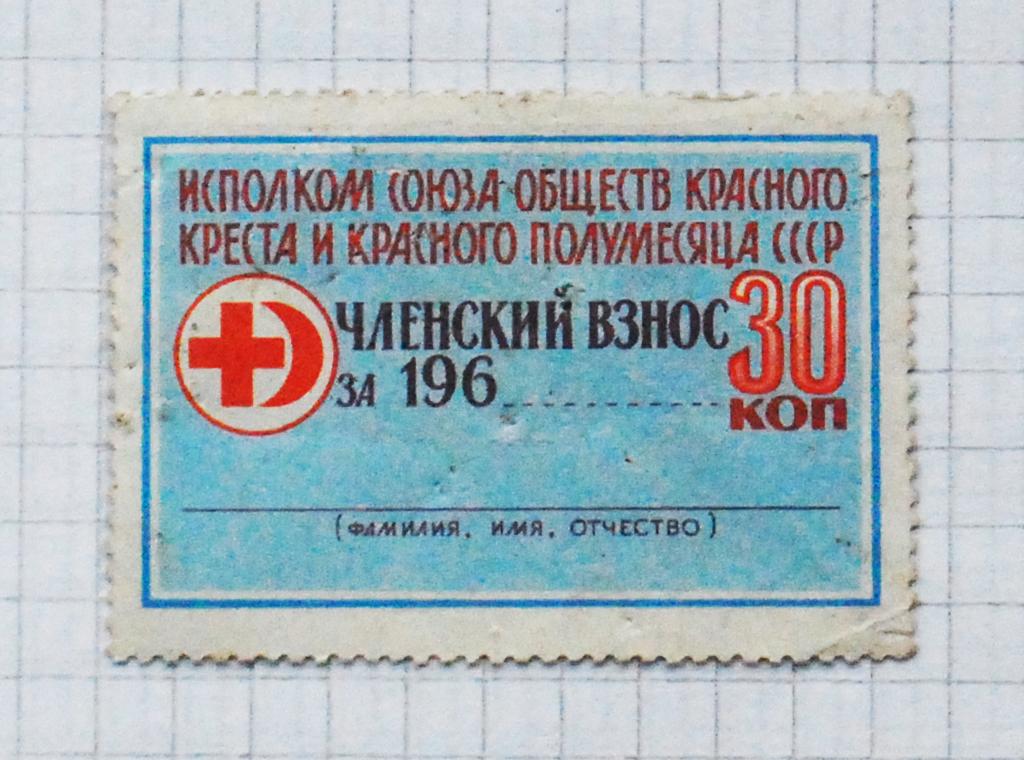 ИСПОЛКОМ СОЮЗА ОБЩЕСТВ КРАСНОГО
КРЕСТА И КРАСНОГО ПОЛУМЕСЯЦА СССР
ЧЛЕНСКИЙ ВЗНОС
ЗА 196
30
КОП
(ФАМИЛИЯ, ИМЯ, ОТЧЕСТВО)